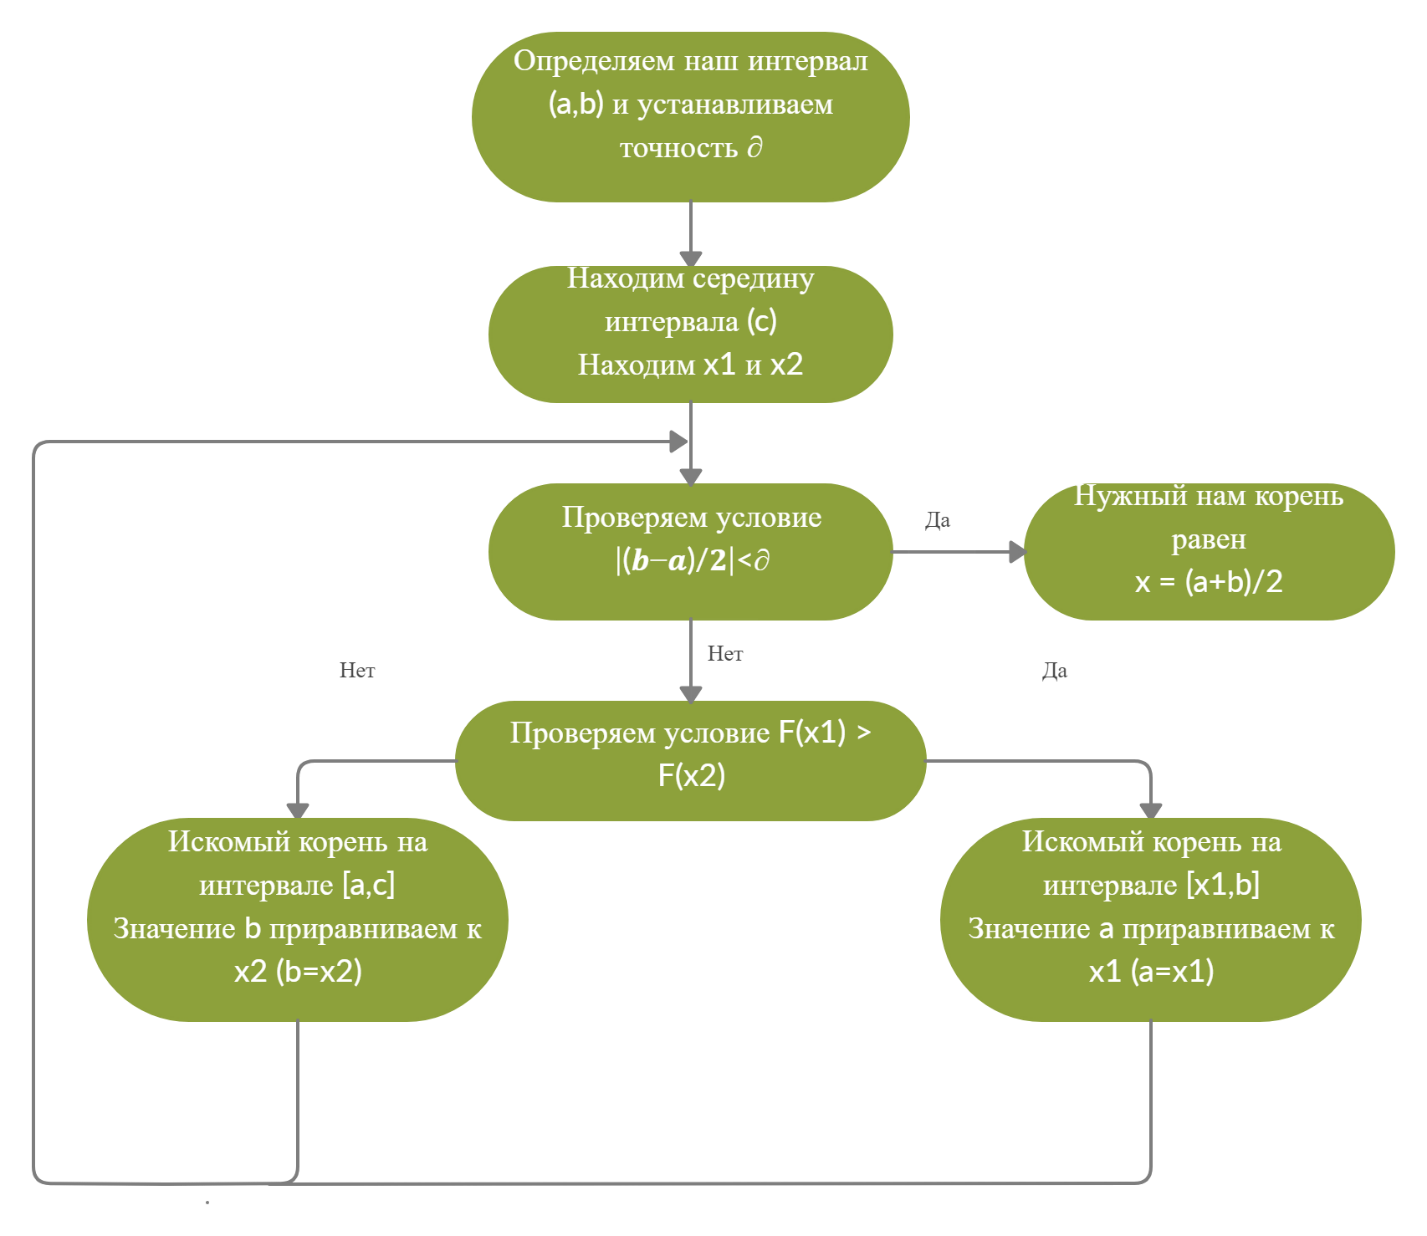 Определяем наш интервал
(a,b) и устанавливаем
точность ∂
Находим середину
интервала (c)
Находим x1 и x2
Проверяем условие
|(b−a)/2|<∂
Да
Нужный нам корень
равен
x = (a+b)/2
Нет
Нет
Да
Проверяем условие F(x1) >
F(x2)
Искомый корень на
интервале [a,c]
Значение b приравниваем к
x2 (b=x2)
Искомый корень на
интервале [x1,b]
Значение a приравниваем к
x1 (a=x1)
.